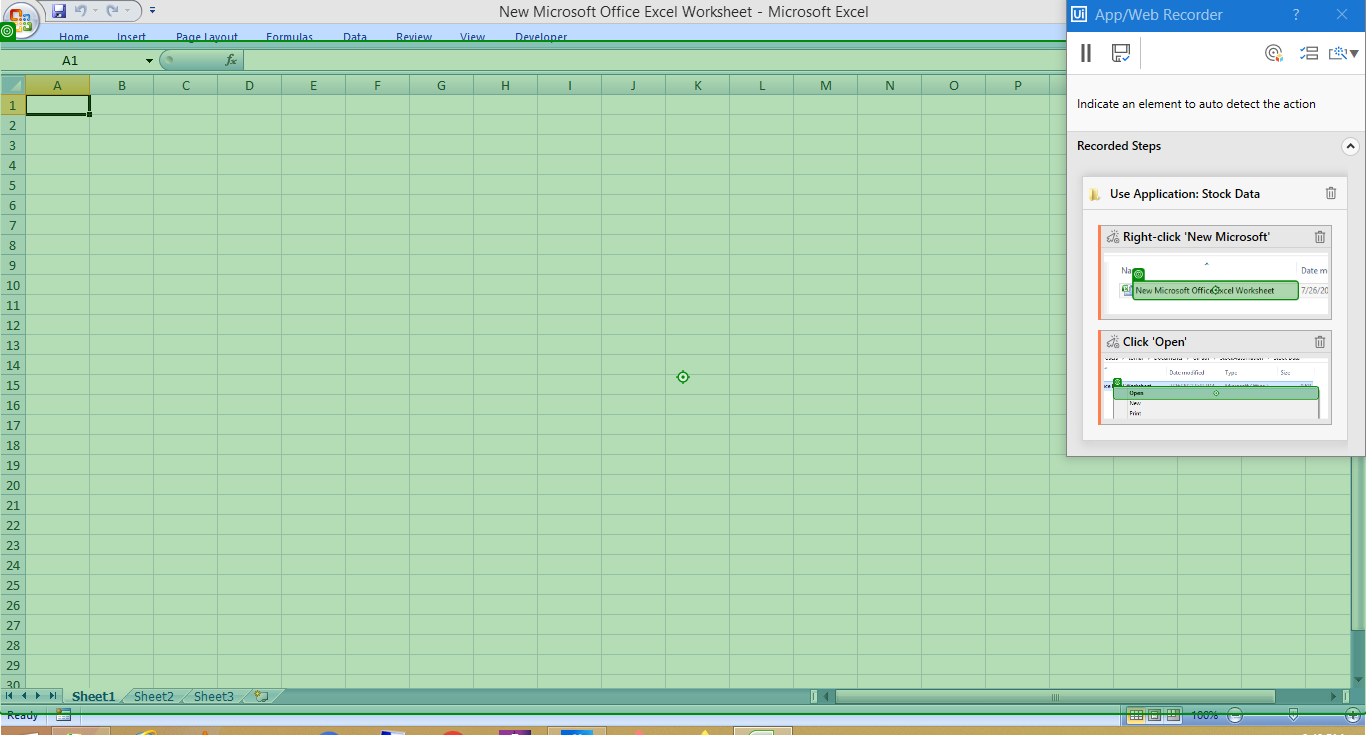 New Microsoft Office Excel Worksheet - Microsoft Excel
Home Insert Page Layout Formulas Data Review View Developer
A1 fx
A B C D E F G H I J K L M N O P
1
2
3
4
5
6
7
8
9
10
11
12
13
14
15
16
17
18
19
20
21
22
23
24
25
26
27
28
29
30
Sheet1 Sheet2 Sheet3
Ready 100%
Ui App/Web Recorder ?
Indicate an element to auto detect the action
Recorded Steps
Use Application: Stock Data
Right-click 'New Microsoft'
Date m
New Microsoft Office Excel Worksheet 7/26/20
Click 'Open'
Date modified Type Size
Open
New
Print